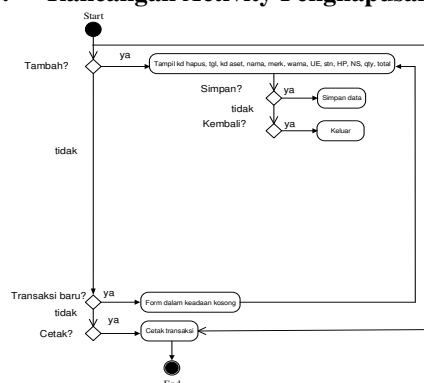 Rancangan Activity Penghapusan
Start
Tambah?
ya
Tampil kd hapus, tgl, kd aset, nama, merk, warna, UE, stn, HP, NS, qty, total
Simpan?
ya
Simpan data
tidak
Kembali?
ya
Keluar
tidak
Transaksi baru?
ya
Form dalam keadaan kosong
tidak
Cetak?
ya
Cetak transaksi
End